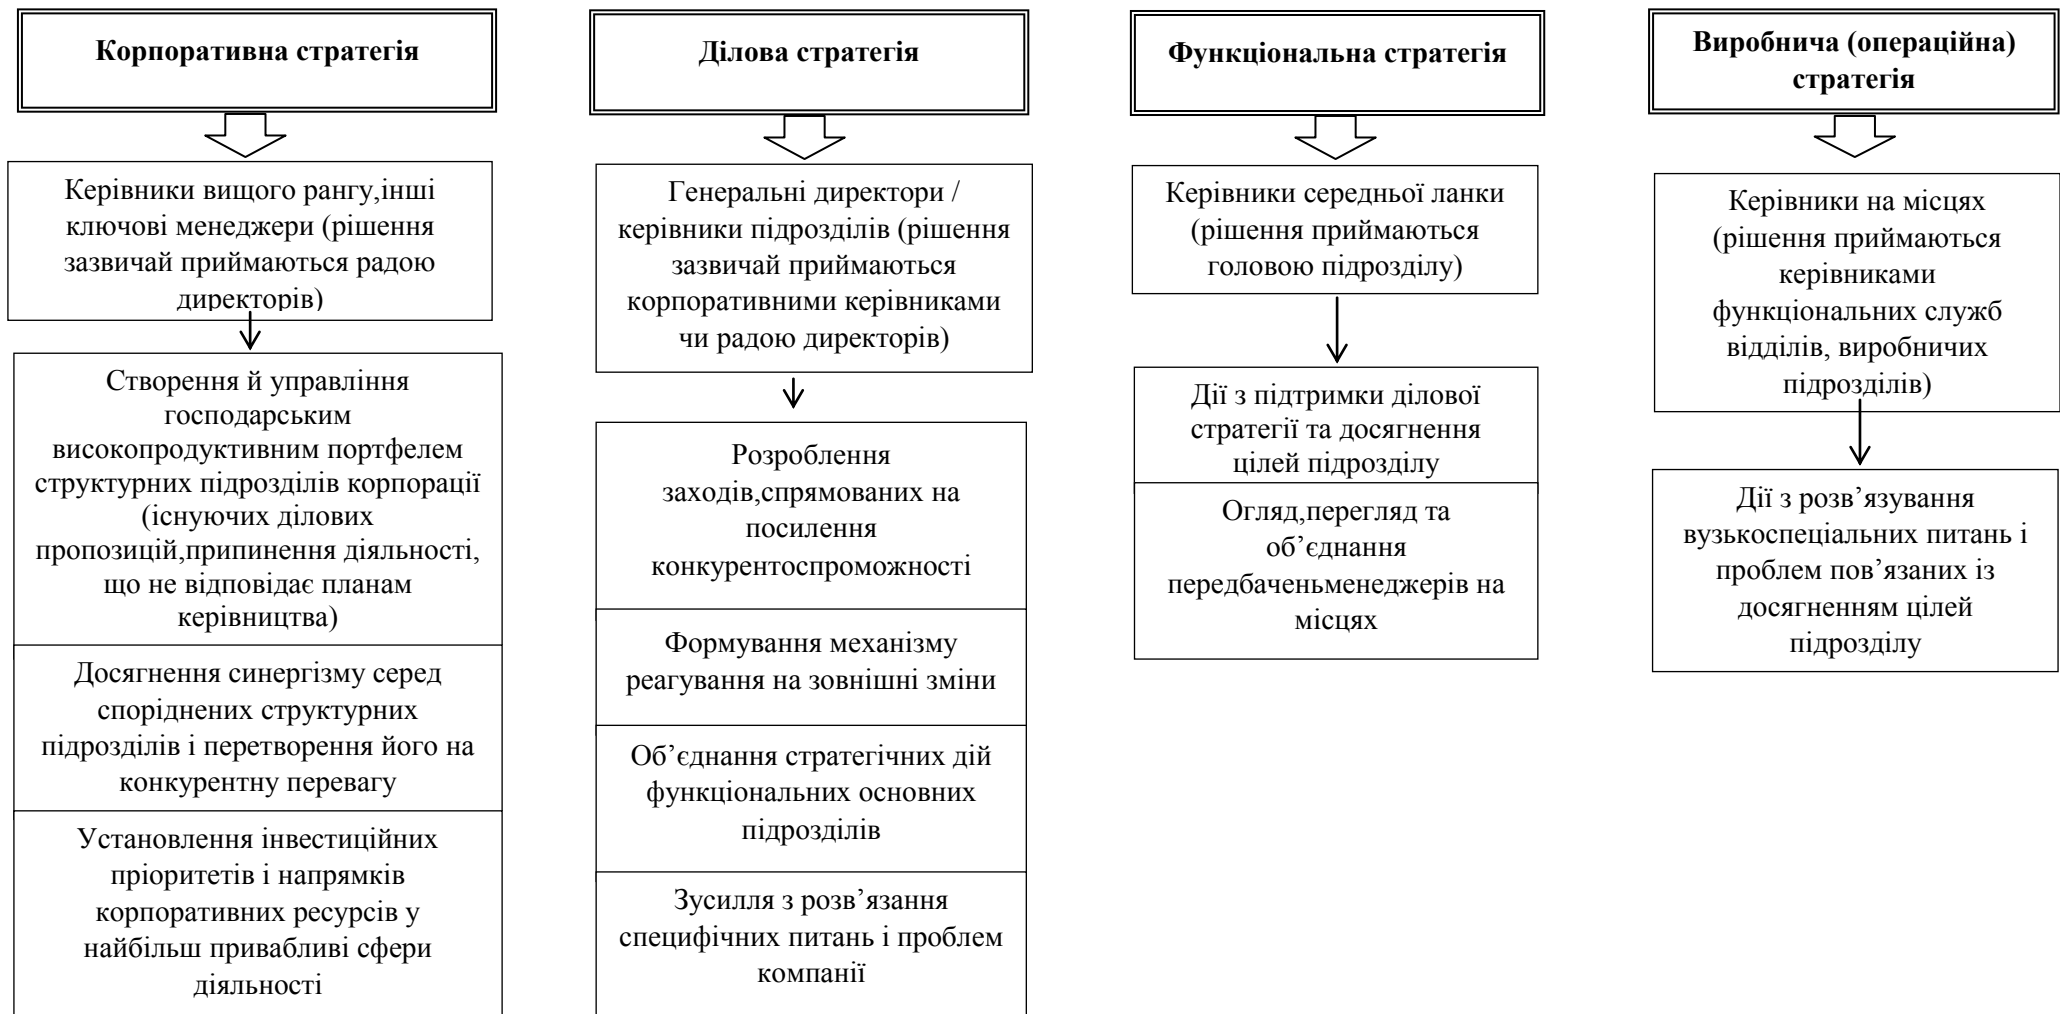 Корпоративна стратегія
Керівники вищого рангу,інші
ключові менеджери (рішення
зазвичай приймаються радою
директорів)
Створення й управління
господарським
високопродуктивним портфелем
структурних підрозділів корпорації
(існуючих ділових
пропозицій,припинення діяльності,
що не відповідає планам
керівництва)
Досягнення синергізму серед
споріднених структурних
підрозділів і перетворення його на
конкурентну перевагу
Установлення інвестиційних
пріоритетів і напрямків
корпоративних ресурсів у
найбільш привабливі сфери
діяльності
Ділова стратегія
Генеральні директори /
керівники підрозділів (рішення
зазвичай приймаються
корпоративними керівниками
чи радою директорів)
Розроблення
заходів,спрямованих на
посилення
конкурентоспроможності
Формування механізму
реагування на зовнішні зміни
Об’єднання стратегічних дій
функціональних основних
підрозділів
Зусилля з розв’язання
специфічних питань і проблем
компанії
Функціональна стратегія
Керівники середньої ланки
(рішення приймаються
головою підрозділу)
Дії з підтримки ділової
стратегії та досягнення
цілей підрозділу
Огляд,перегляд та
об’єднання
передбаченьменеджерів на
місцях
Виробнича (операційна)
стратегія
Керівники на місцях
(рішення приймаються
керівниками
функціональних служб
відділів, виробничих
підрозділів)
Дії з розв’язування
вузькоспеціальних питань і
проблем пов’язаних із
досягненням цілей
підрозділу